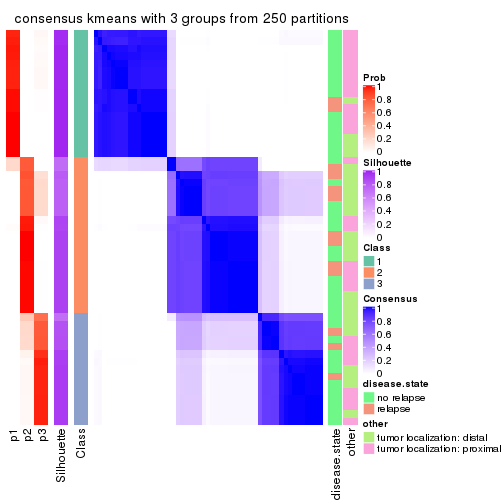 consensus kmeans with 3 groups from 250 partitions
Prob
1
0.8
0.6
0.4
0.2
0
Silhouette
1
0.8
0.6
0.4
0.2
0
Class
1
2
3
Consensus
1
0.8
0.6
0.4
0.2
0
disease.state
no relapse
relapse
other
tumor localization: distal
tumor localization: proximal
p1
p2
p3
Silhouette
Class
disease.state
other